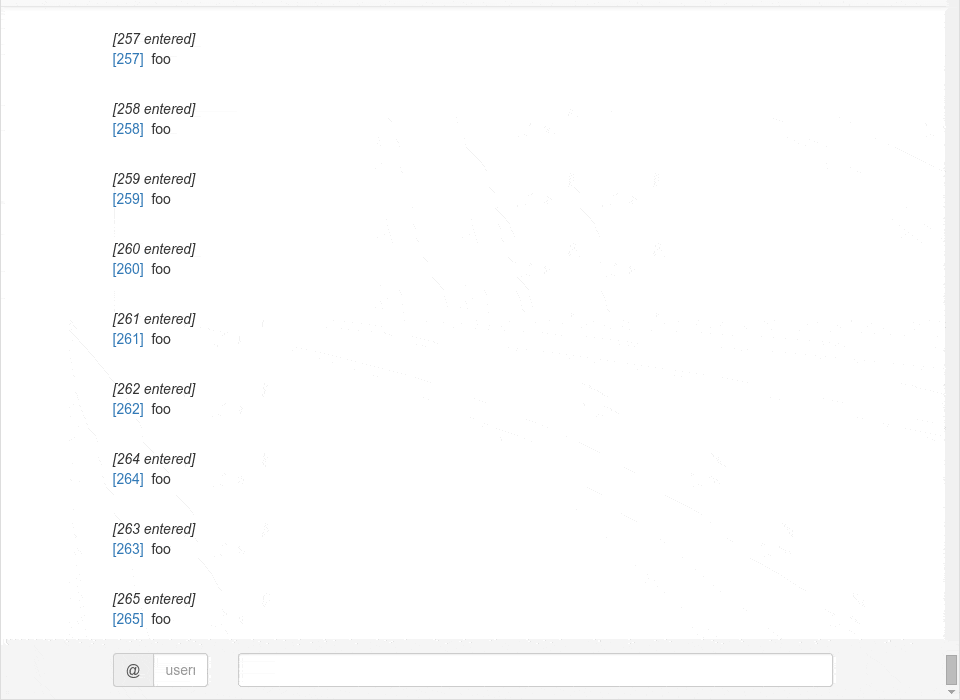 [257 entered]
[257] foo
[258 entered]
[258] foo
[259 entered]
[259] foo
[260 entered]
[260] foo
[261 entered]
[261] foo
[262 entered]
[262] foo
[264 entered]
[264] foo
[263 entered]
[263] foo
[265 entered]
[265] foo
@ usern